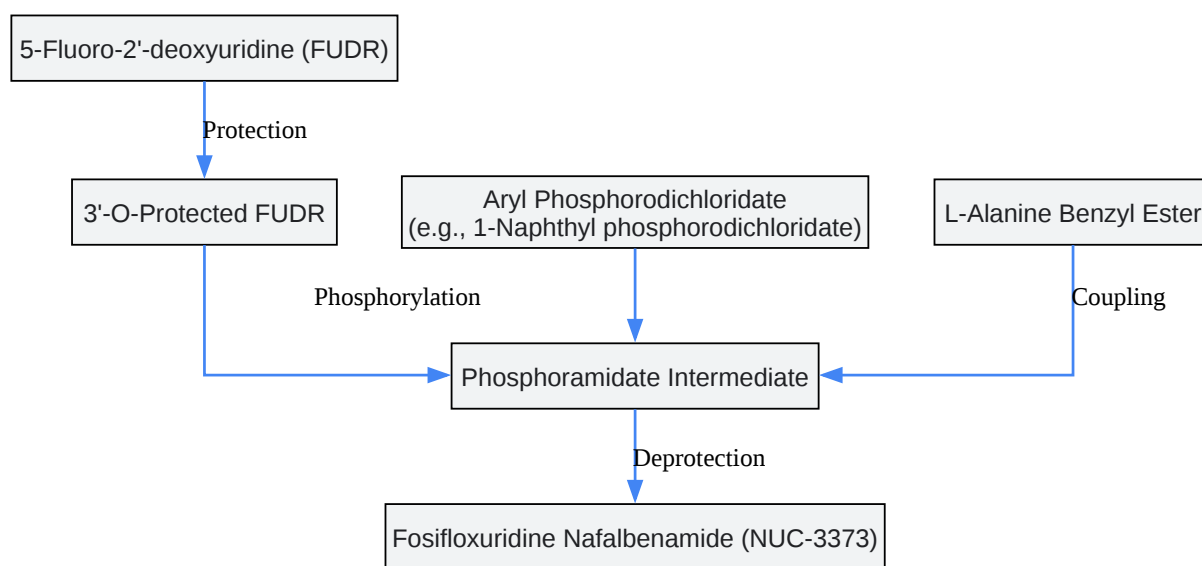 5-Fluoro-2'-deoxyuridine (FUDR)
Protection
3'-O-Protected FUDR
Aryl Phosphorodichloridate
(e.g., 1-Naphthyl phosphorodichloridate)
L-Alanine Benzyl Ester
Phosphorylation
Coupling
Phosphoramidate Intermediate
Deprotection
Fosifloxuridine Nafalbenamide (NUC-3373)